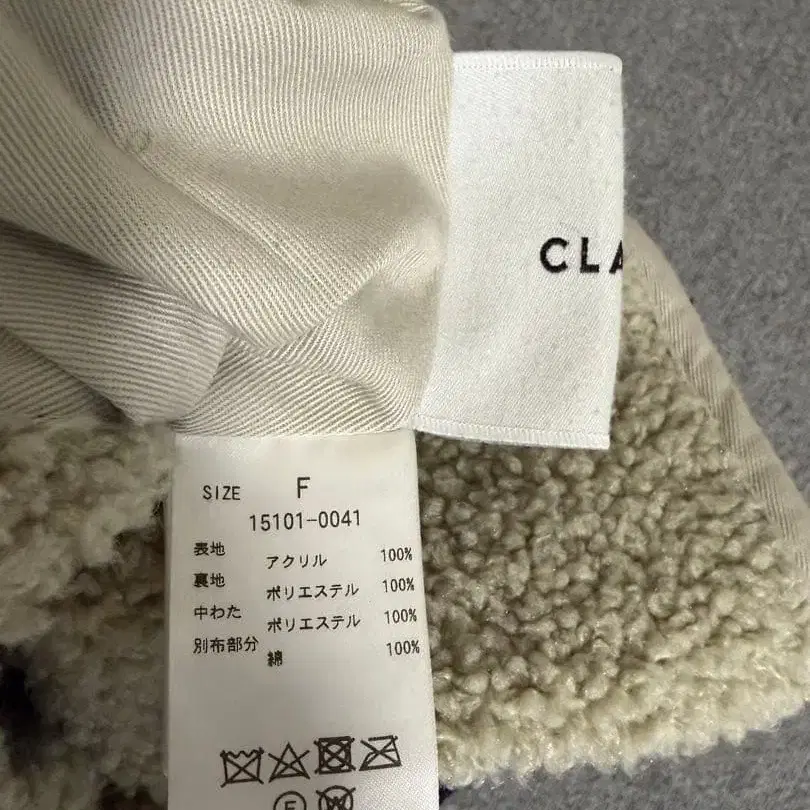 CLA
SIZE F
15101-0041
表地 アクリル 100%
裏地 ポリエステル 100%
中わた ポリエステル 100%
別布部分 綿 100%
F W